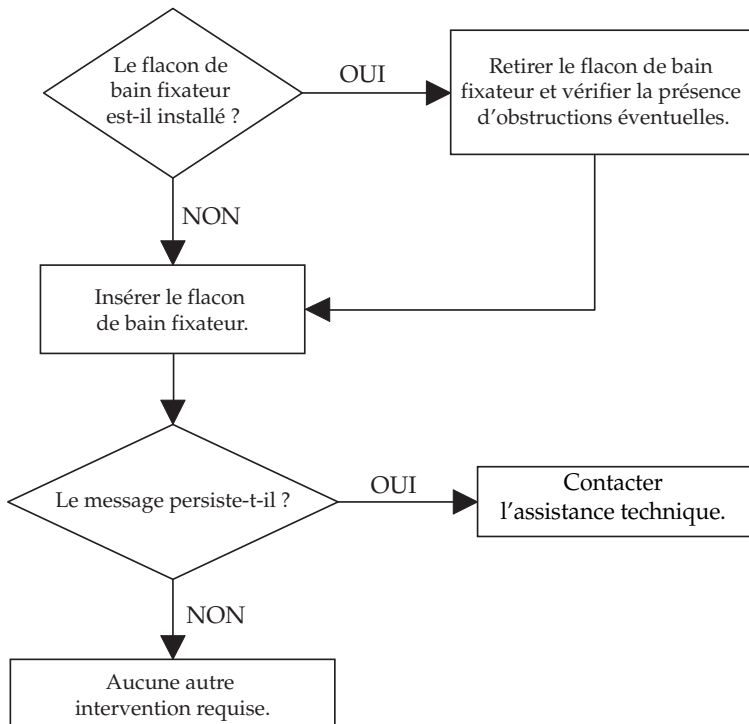 Le flacon de
bain fixateur
est-il installé ?
OUI
Retirer le flacon de bain
fixateur et vérifier la présence
d’obstructions éventuelles.
NON
Insérer le flacon
de bain fixateur.
Le message persiste-t-il ?
OUI
Contacter
l’assistance technique.
NON
Aucune autre
intervention requise.